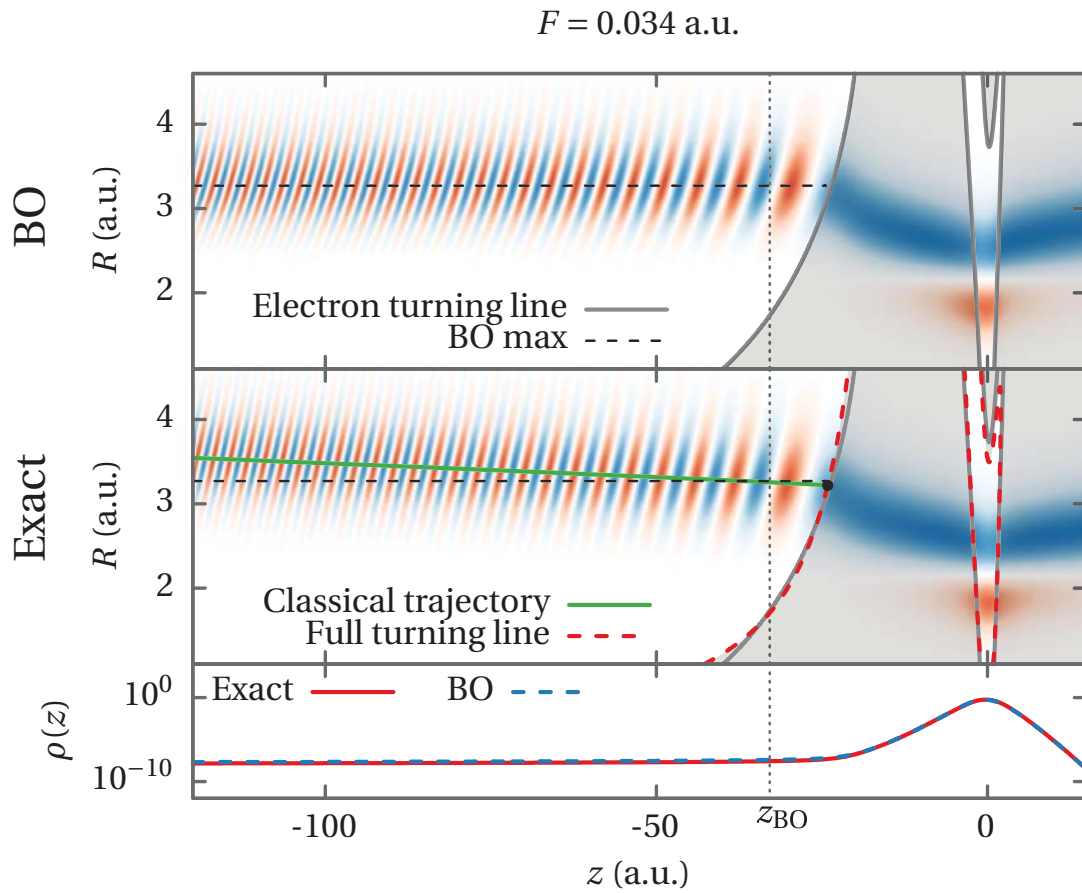 F = 0.034 a.u.
BO
R (a.u.)
4
3
2
Electron turning line
BO max
Exact
R (a.u.)
4
3
2
Classical trajectory
Full turning line
ρ(z)
10^0
10^-10
Exact
BO
-100
-50
z_BO
0
z (a.u.)